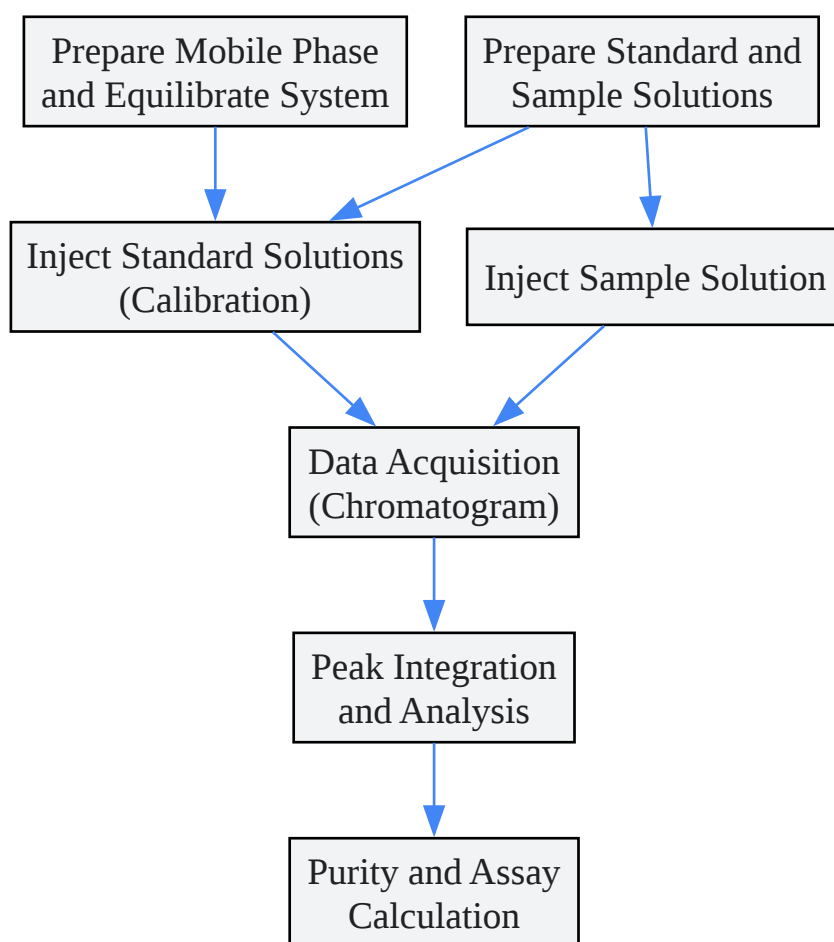 Prepare Mobile Phase
and Equilibrate System
Prepare Standard and
Sample Solutions
Inject Standard Solutions
(Calibration)
Inject Sample Solution
Data Acquisition
(Chromatogram)
Peak Integration
and Analysis
Purity and Assay
Calculation